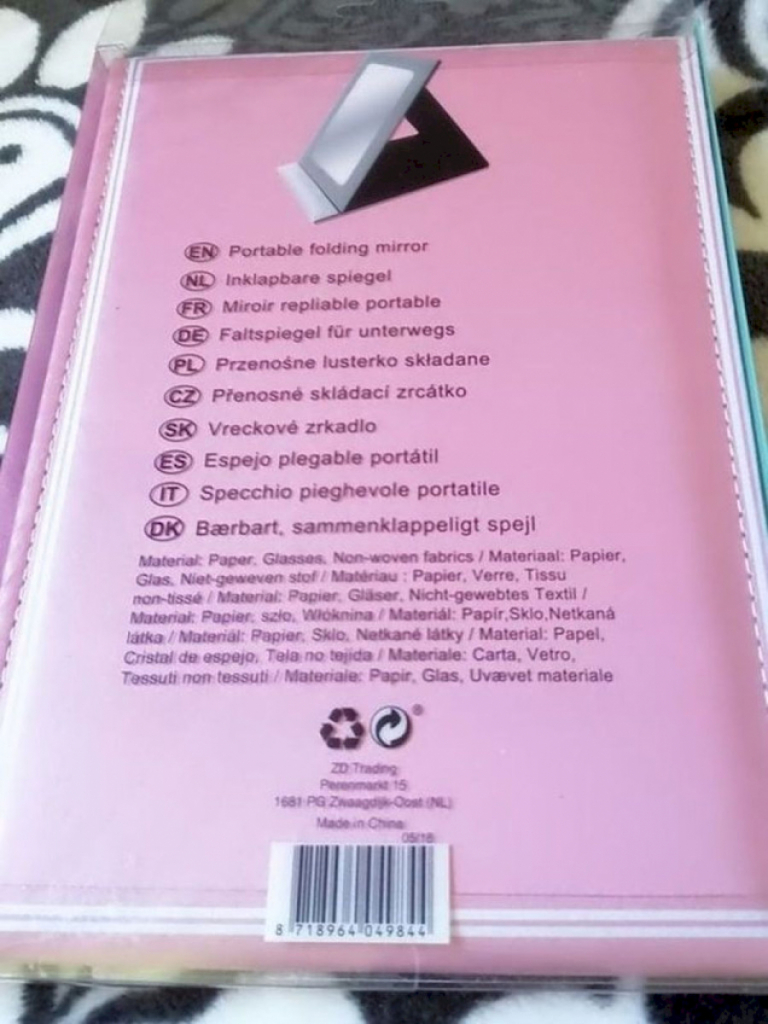 EN Portable folding mirror
NL Inklapbare spiegel
FR Miroir repliable portable
DE Faltspiegel für unterwegs
PL Przenośne lusterko składane
CZ Přenosné skládací zrcátko
SK Vreckové zrkadlo
ES Espejo plegable portátil
IT Specchio pieghevole portatile
DK Bærbart, sammenklappeligt spejl
Material: Paper, Glasses, Non-woven fabrics / Materiaal: Papier,
Glas, Niet-geweven stof / Matériau : Papier, Verre, Tissu
non-tissé / Material: Papier, Gläser, Nicht-gewebtes Textil /
Materiał: Papier, szło, Włóknina / Materiál: Papír,Sklo,Netkaná
látka / Materiál: Papier, Sklo, Netkané látky / Material: Papel,
Cristal de espejo, Tela no tejida / Materiale: Carta, Vetro,
Tessuti non tessuti / Materiale: Papir, Glas, Uvævet materiale
®
ZD Trading
Perenmarkt 15
1681 PG Zwaagdijk-Oost (NL)
Made in China
05/16
8 718964 049844